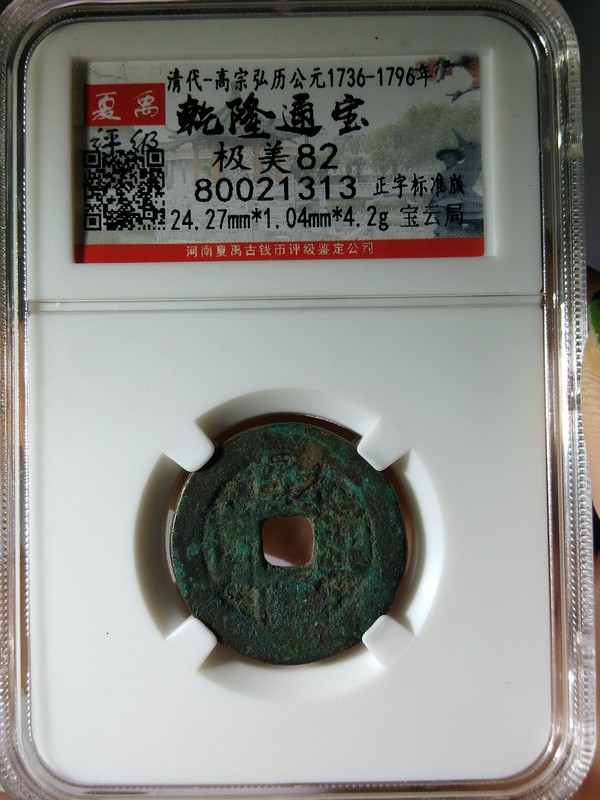 清代-高宗弘历公元1736-1796年
夏禹
评级
乾隆通宝
极美82
80021313 正字标准版
24.27mm*1.04mm*4.2g 宝云局
河南夏禹古钱币评级鉴定公司